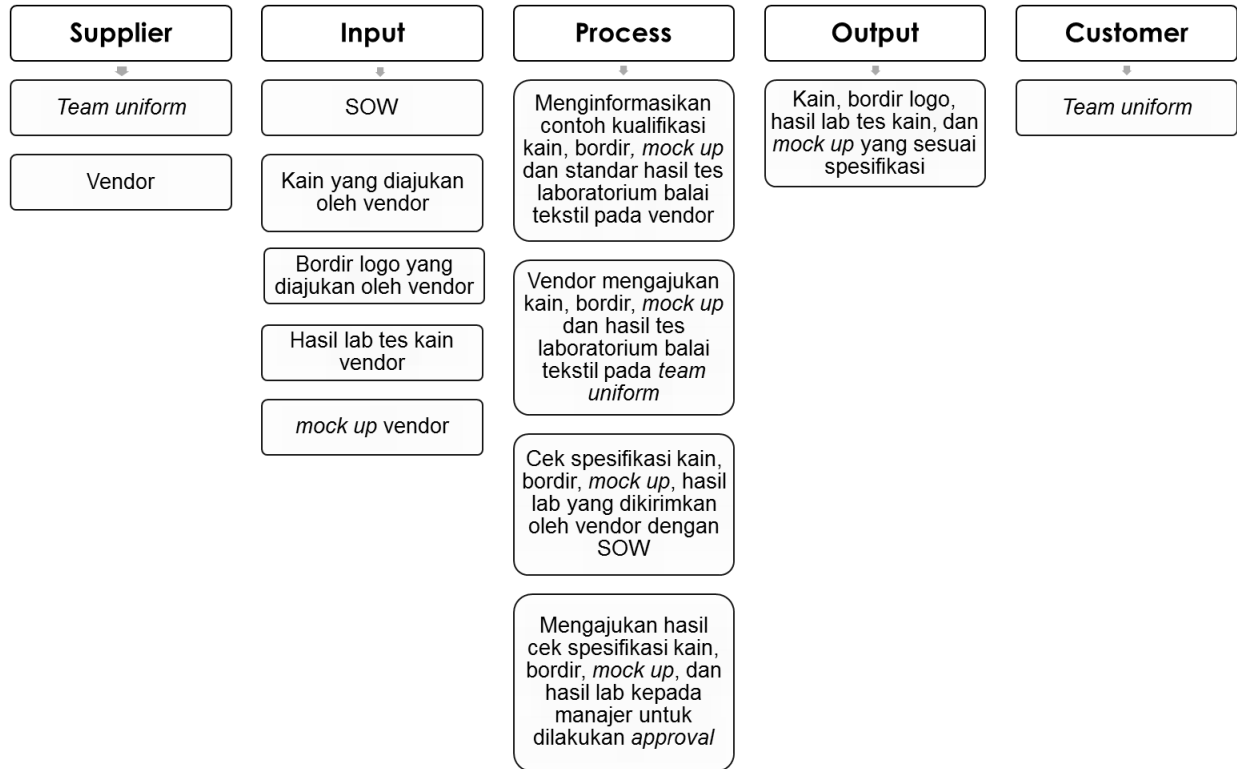 Supplier
Team uniform
Vendor
Input
SOW
Kain yang diajukan
oleh vendor
Bordir logo yang
diajukan oleh vendor
Hasil lab tes kain
vendor
mock up vendor
Process
Menginformasikan
contoh kualifikasi
kain, bordir, mock up
dan standar hasil tes
laboratorium balai
tekstil pada vendor
Vendor mengajukan
kain, bordir, mock up
dan hasil tes
laboratorium balai
tekstil pada team
uniform
Cek spesifikasi kain,
bordir, mock up, hasil
lab yang dikirimkan
oleh vendor dengan
SOW
Mengajukan hasil
cek spesifikasi kain,
bordir, mock up, dan
hasil lab kepada
manajer untuk
dilakukan approval
Output
Kain, bordir logo,
hasil lab tes kain, dan
mock up yang sesuai
spesifikasi
Customer
Team uniform